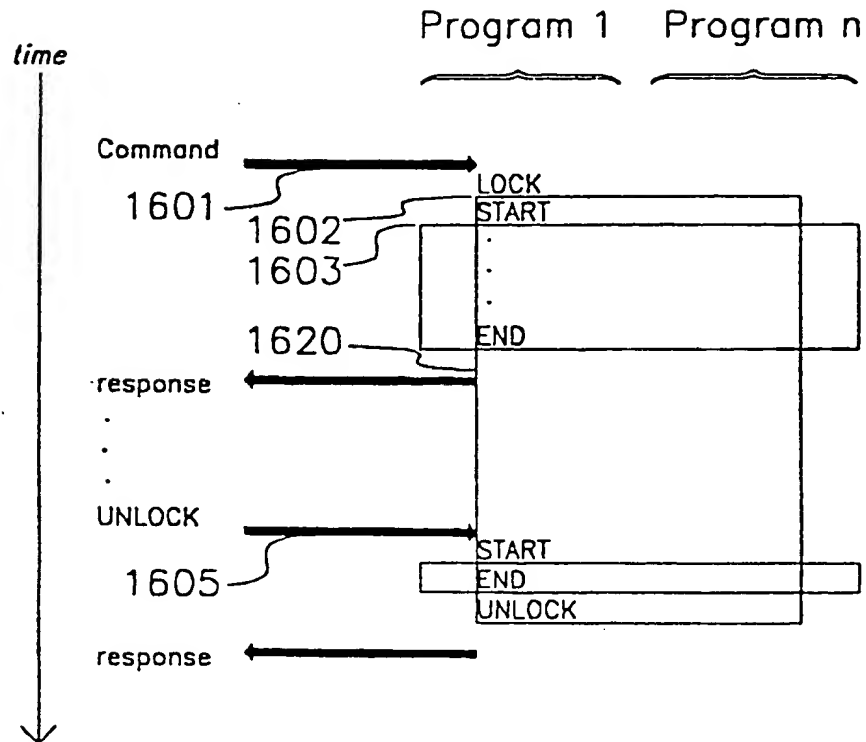 Program 1 Program n
time
Command
LOCK
1601
START
1602
1603
1620
END
response
UNLOCK
START
1605
END
UNLOCK
response